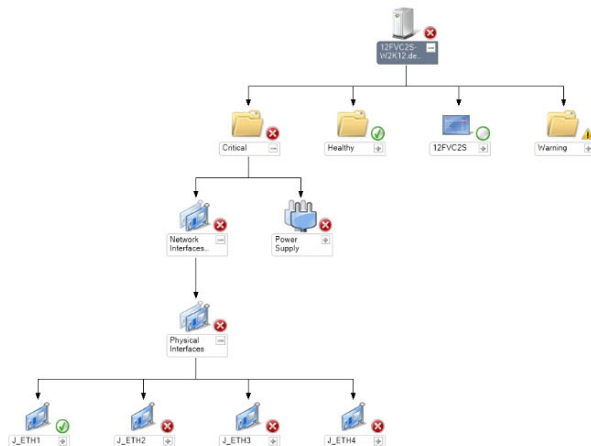 12FVC2S-
W2K12.de...
Critical
Healthy
12FVC2S
Warning
Network
Interfaces..
Power
Supply
Physical
Interfaces
J_ETH1
J_ETH2
J_ETH3
J_ETH4